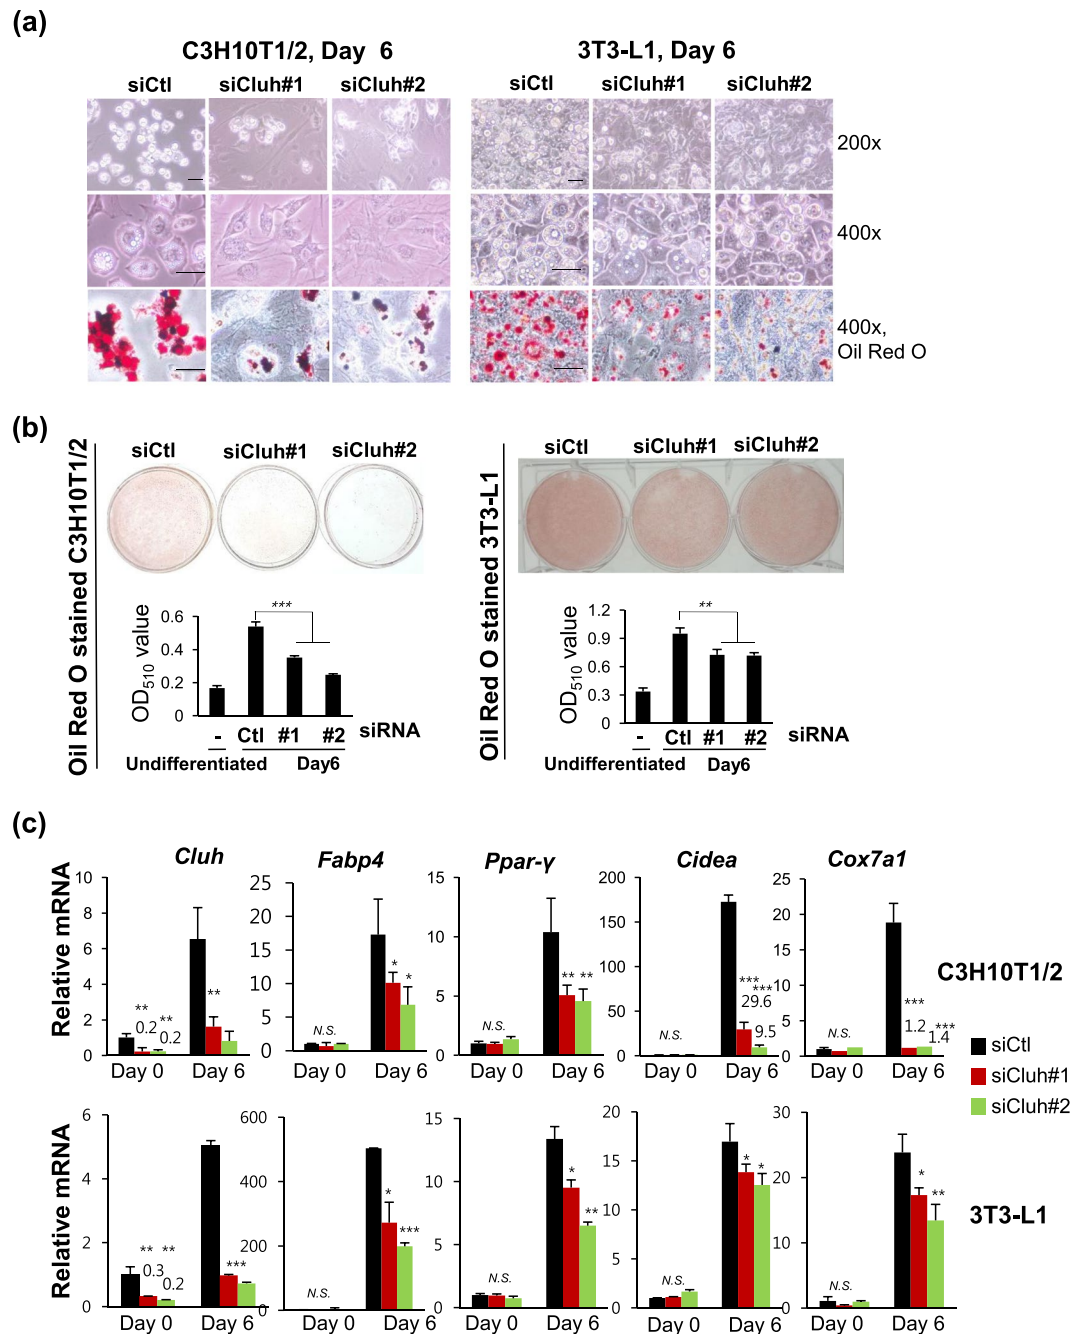 (a)
C3H10T1/2, Day 6
3T3-L1, Day 6
siCtl siCluh#1 siCluh#2
siCtl siCluh#1 siCluh#2
200x
400x
400x,
Oil Red O
(b)
Oil Red O stained C3H10T1/2
siCtl siCluh#1 siCluh#2
OD510 value
0.6
0.4
0.2
0
***
- Ctl #1 #2 siRNA
Undifferentiated Day6
Oil Red O stained 3T3-L1
siCtl siCluh#1 siCluh#2
OD510 value
1.2
0.9
0.6
0.3
0
**
- Ctl #1 #2 siRNA
Undifferentiated Day6
(c)
Cluh Fabp4 Ppar-γ Cidea Cox7a1
Relative mRNA
10
8
6
4
2
0
** 0.2 ** 0.2 **
Day 0 Day 6
25
20
15
10
5
0
N.S. * *
Day 0 Day 6
15
10
5
0
N.S. ** **
Day 0 Day 6
200
150
100
50
0
N.S. *** 29.6 *** 9.5
Day 0 Day 6
25
20
15
10
5
0
N.S. *** 1.2 *** 1.4
Day 0 Day 6
C3H10T1/2
siCtl
siCluh#1
siCluh#2
Relative mRNA
6
4
2
0
** 0.3 ** 0.2 ***
Day 0 Day 6
600
400
200
0
N.S. * ***
Day 0 Day 6
15
10
5
0
N.S. * **
Day 0 Day 6
20
15
10
5
0
N.S. * *
Day 0 Day 6
30
20
10
0
N.S. * **
Day 0 Day 6
3T3-L1